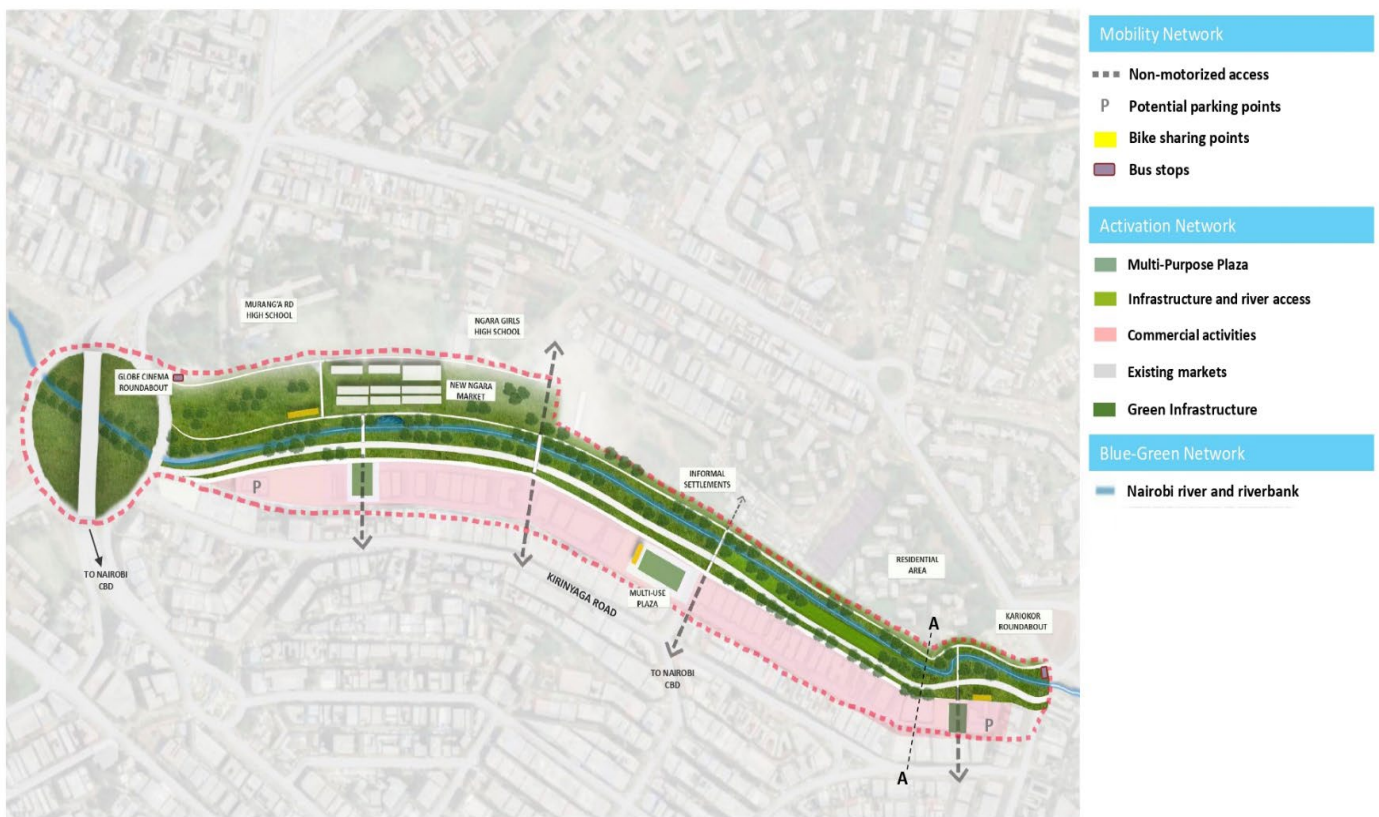 MURANG'A RD
HIGH SCHOOL
NGARA GIRLS
HIGH SCHOOL
GLOBE CINEMA
ROUNDABOUT
NEW NGARA
MARKET
P
INFORMAL
SETTLEMENTS
TO NAIROBI
CBD
KIRINYAGA ROAD
MULTI-USE
PLAZA
RESIDENTIAL
AREA
KARIOKOR
ROUNDABOUT
A
TO NAIROBI
CBD
P
A
Mobility Network
Non-motorized access
P Potential parking points
Bike sharing points
Bus stops
Activation Network
Multi-Purpose Plaza
Infrastructure and river access
Commercial activities
Existing markets
Green Infrastructure
Blue-Green Network
Nairobi river and riverbank